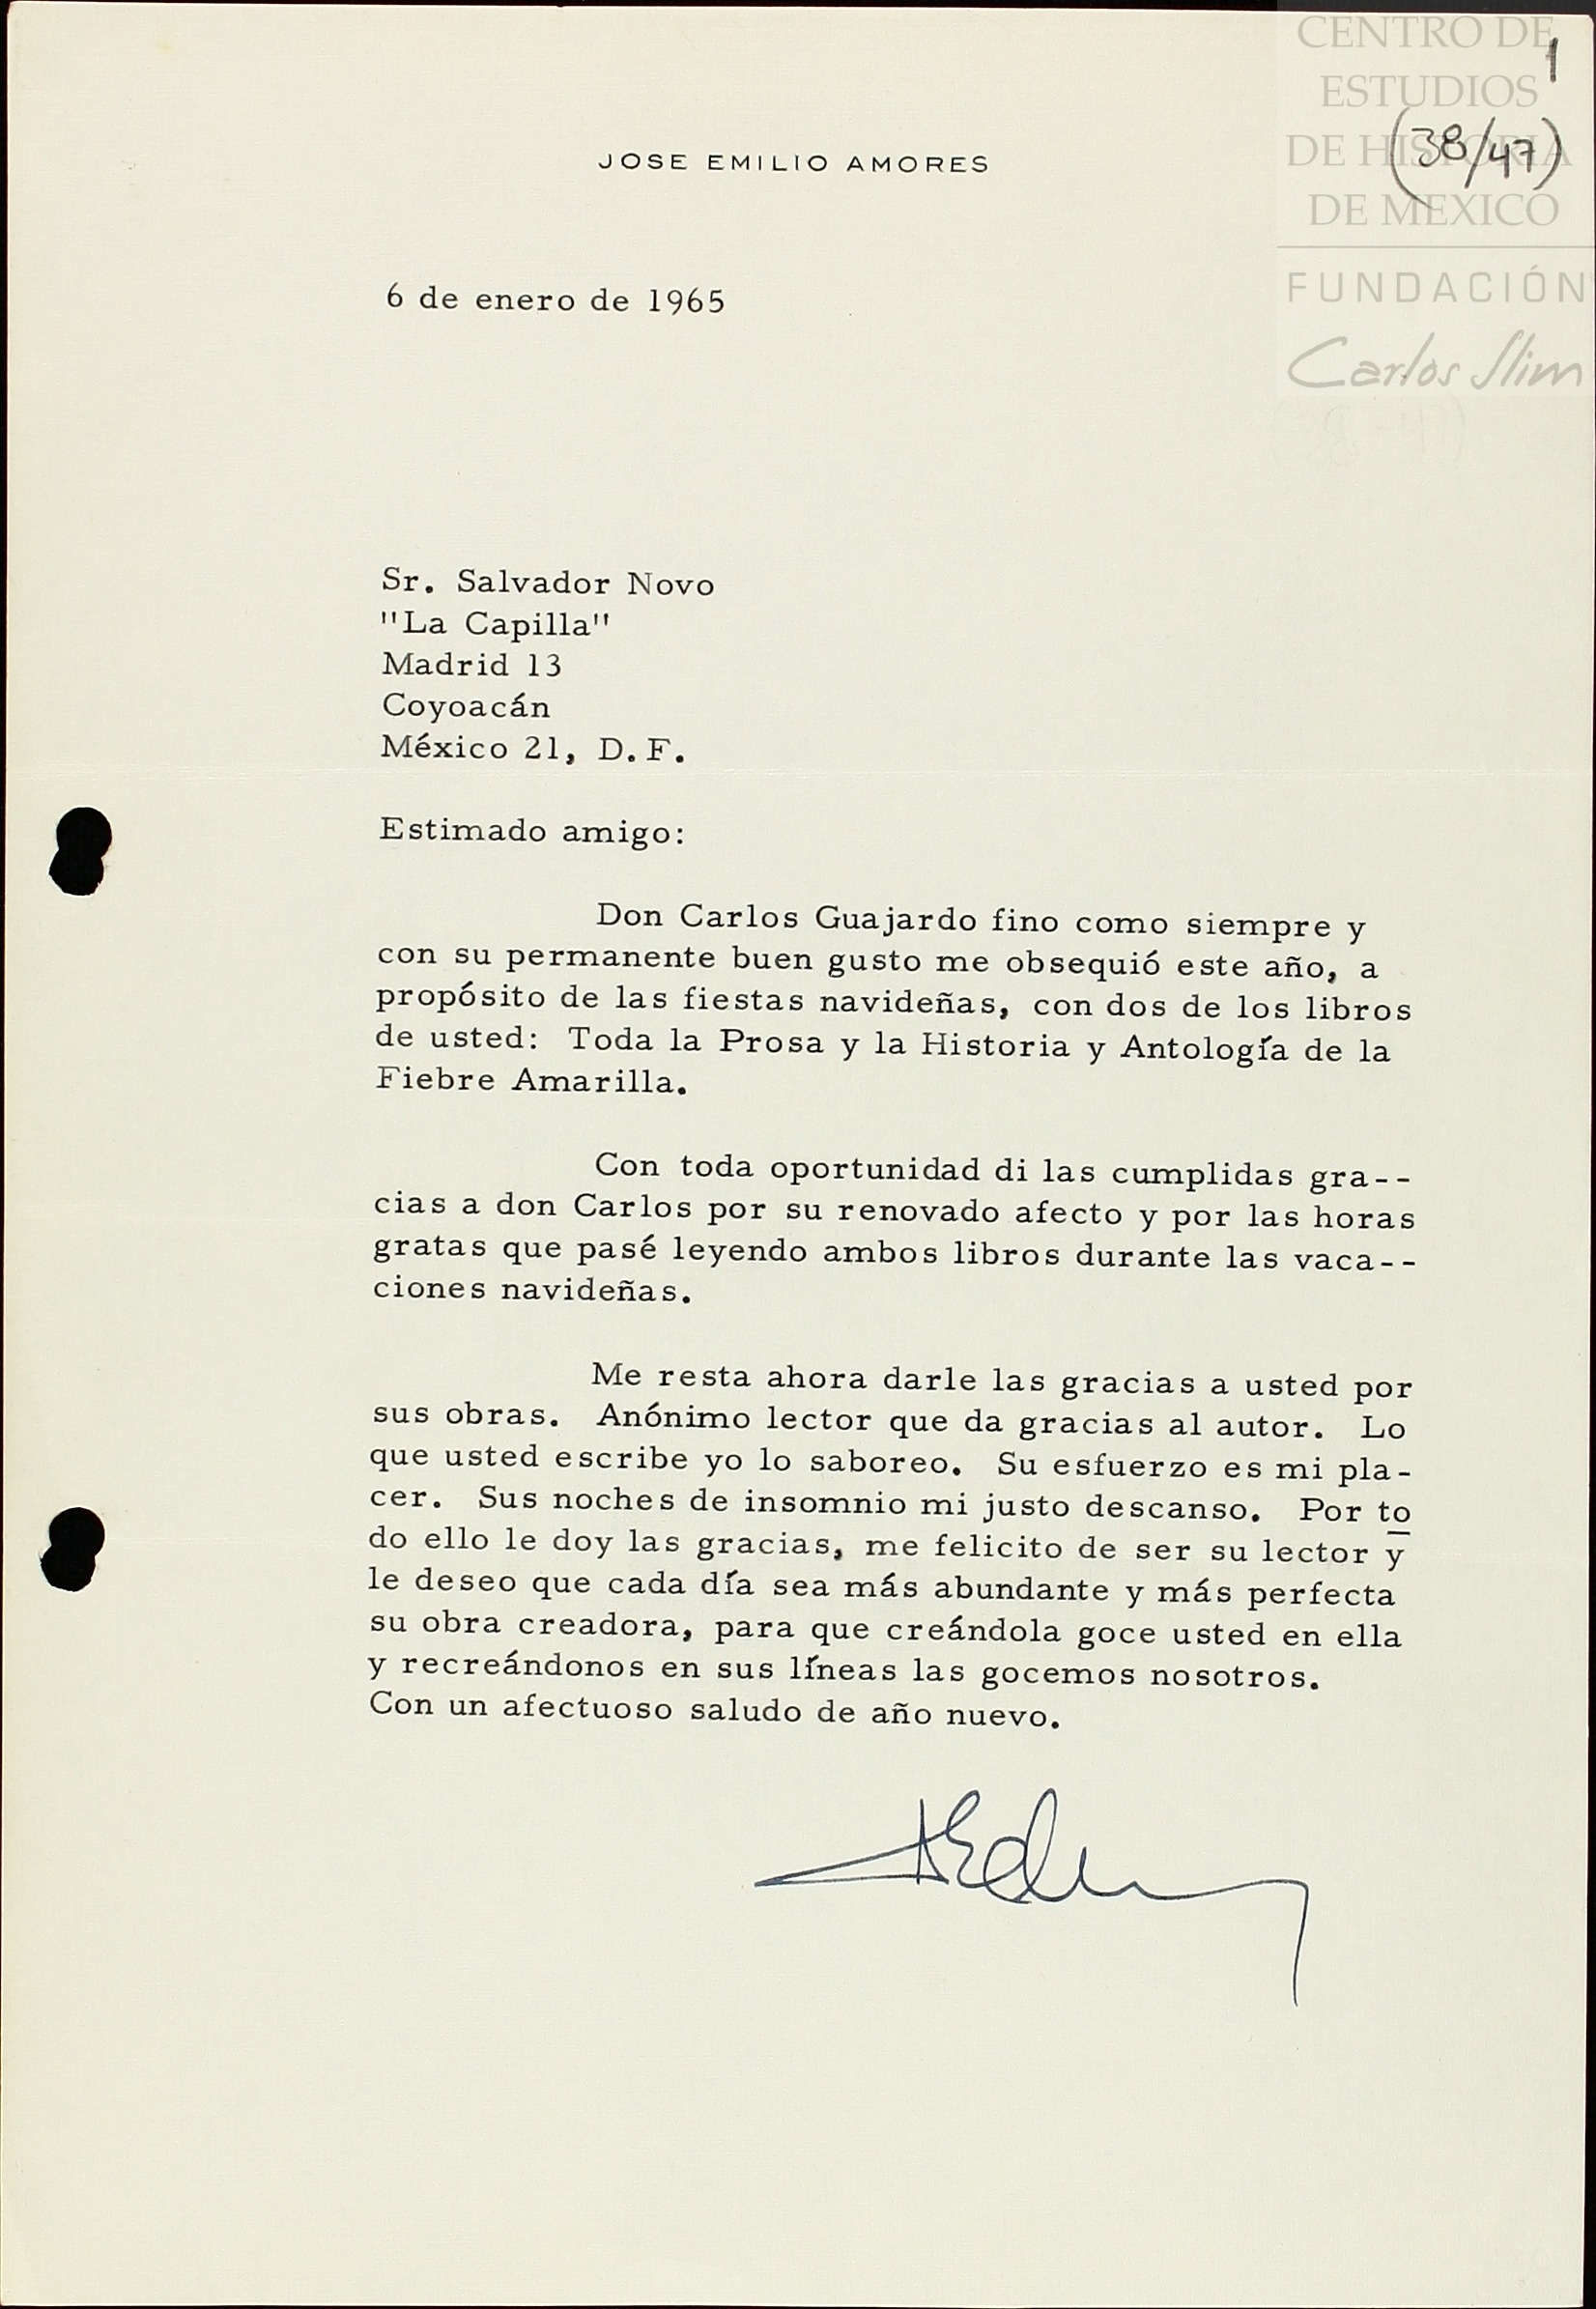 CENTRO DE
ESTUDIOS
DE HISTORIA
DE MEXICO
FUNDACIÓN
Carlos Slim
1
(38/47)
JOSE EMILIO AMORES
6 de enero de 1965
Sr. Salvador Novo
"La Capilla"
Madrid 13
Coyoacán
México 21, D. F.
Estimado amigo:
Don Carlos Guajardo fino como siempre y
con su permanente buen gusto me obsequió este año, a
propósito de las fiestas navideñas, con dos de los libros
de usted: Toda la Prosa y la Historia y Antología de la
Fiebre Amarilla.
Con toda oportunidad di las cumplidas gra--
cias a don Carlos por su renovado afecto y por las horas
gratas que pasé leyendo ambos libros durante las vaca--
ciones navideñas.
Me resta ahora darle las gracias a usted por
sus obras. Anónimo lector que da gracias al autor. Lo
que usted escribe yo lo saboreo. Su esfuerzo es mi pla-
cer. Sus noches de insomnio mi justo descanso. Por to
do ello le doy las gracias, me felicito de ser su lector y
le deseo que cada día sea más abundante y más perfecta
su obra creadora, para que creándola goce usted en ella
y recreándonos en sus líneas las gocemos nosotros.
Con un afectuoso saludo de año nuevo.